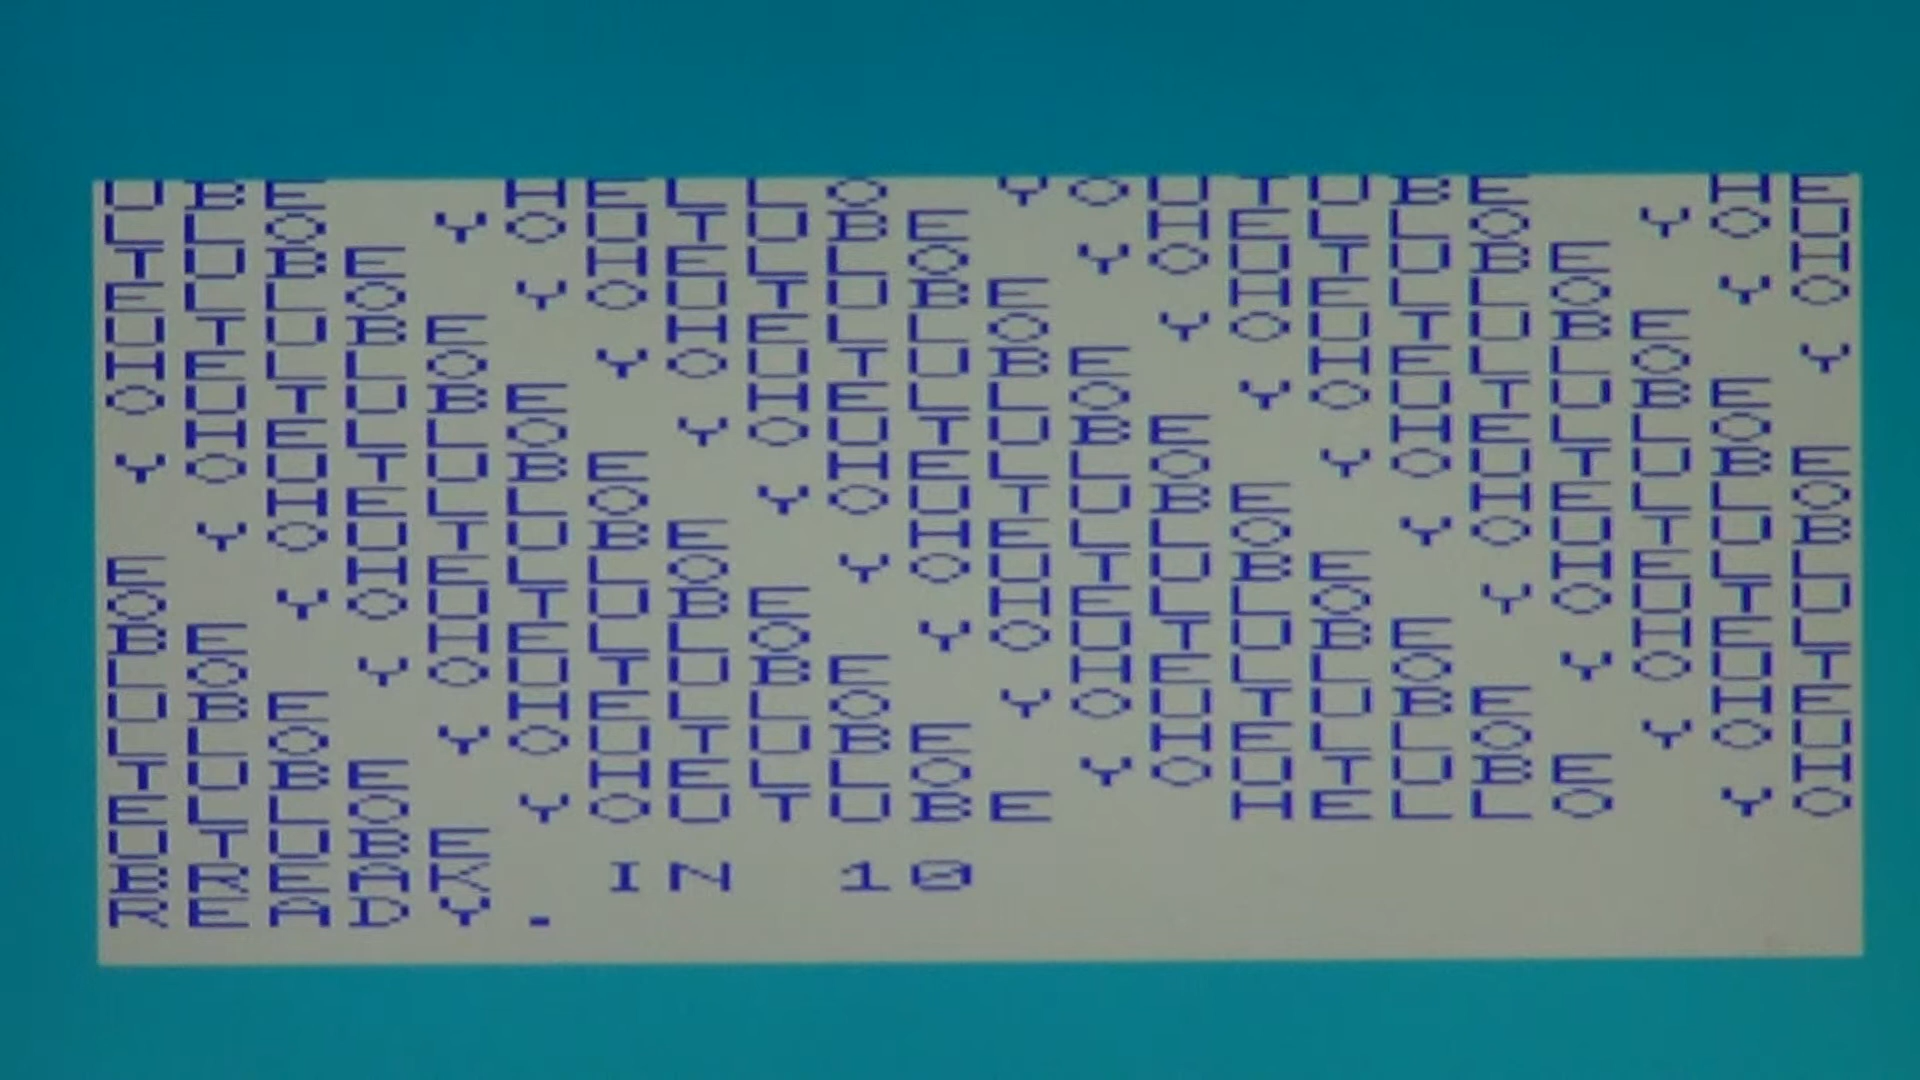 UBE  HELLO YOUTUBE  HE
LLO YOUTUBE  HELLO YOU
TUBE  HELLO YOUTUBE  H
ELLO YOUTUBE  HELLO YO
UTUBE  HELLO YOUTUBE
HELLO YOUTUBE  HELLO Y
OUTUBE  HELLO YOUTUBE
 HELLO YOUTUBE  HELLO
YOUTUBE  HELLO YOUTUBE
  HELLO YOUTUBE  HELLO
 YOUTUBE  HELLO YOUTUB
E  HELLO YOUTUBE  HELL
O YOUTUBE  HELLO YOUTU
BE  HELLO YOUTUBE  HEL
LO YOUTUBE  HELLO YOUT
UBE  HELLO YOUTUBE  HE
LLO YOUTUBE  HELLO YOU
TUBE  HELLO YOUTUBE  H
ELLO YOUTUBE  HELLO YO
UTUBE
BREAK IN 10
READY